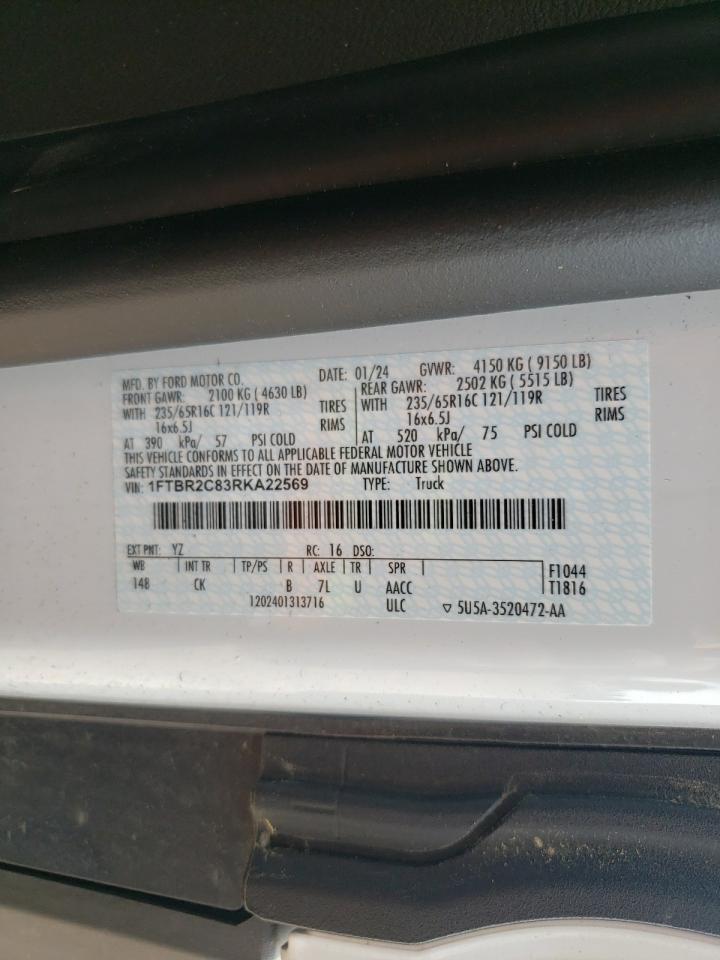 MFD. BY FORD MOTOR CO. DATE: 01/24 GVWR: 4150 KG ( 9150 LB)
FRONT GAWR: 2100 KG ( 4630 LB) REAR GAWR: 2502 KG ( 5515 LB)
WITH 235/65R16C 121/119R TIRES WITH 235/65R16C 121/119R TIRES
16x6.5J RIMS 16x6.5J RIMS
AT 390 kPa/ 57 PSI COLD AT 520 kPa/ 75 PSI COLD
THIS VEHICLE CONFORMS TO ALL APPLICABLE FEDERAL MOTOR VEHICLE
SAFETY STANDARDS IN EFFECT ON THE DATE OF MANUFACTURE SHOWN ABOVE.
VIN: 1FTBR2C83RKA22569 TYPE: Truck
EXT PNT: YZ RC: 16 DSO:
WB INT TR TP/PS R AXLE TR SPR F1044
148 CK B 7L U AACC T1816
1202401313716 ULC ▽ 5U5A-3520472-AA